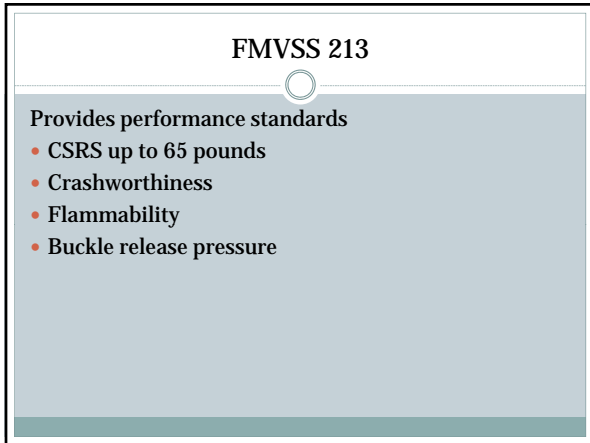 FMVSS 213
Provides performance standards
• CSRS up to 65 pounds
• Crashworthiness
• Flammability
• Buckle release pressure